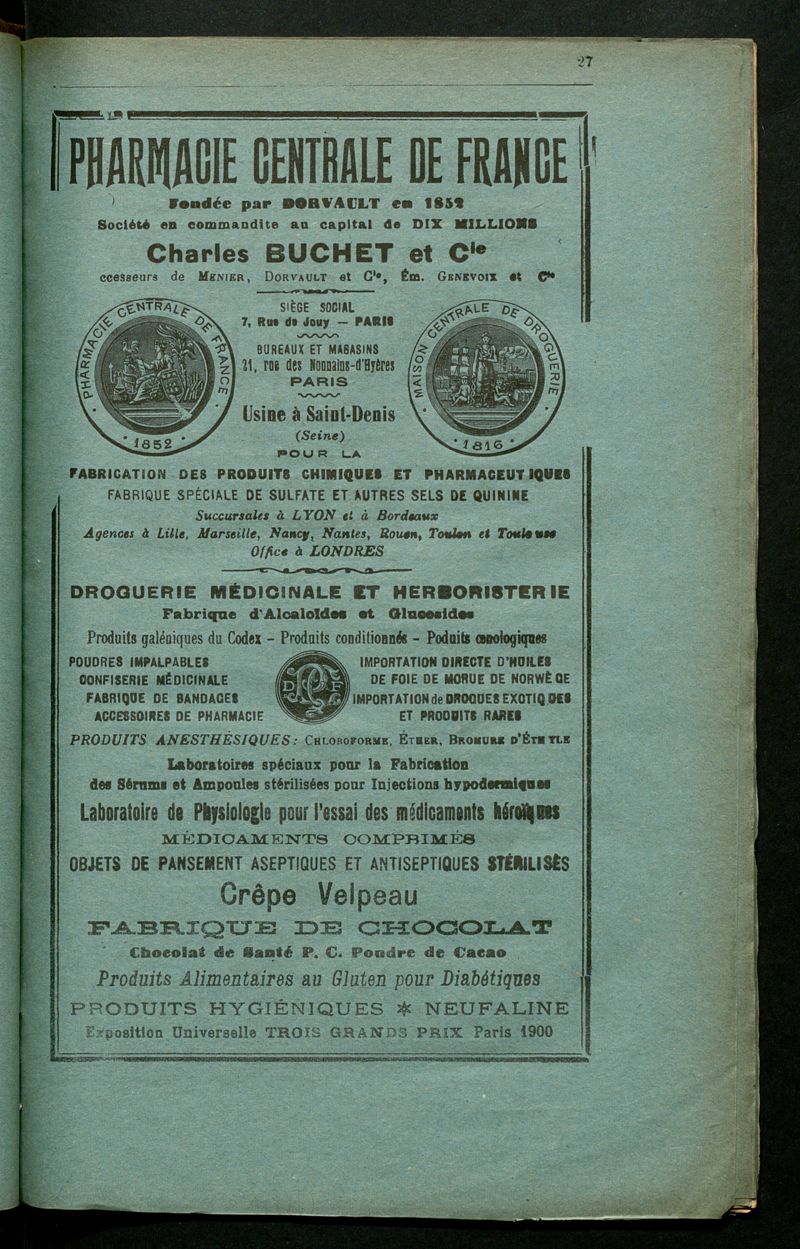 27
PHARMACIE CENTRALE DE FRANCE
Fondée par DORVAULT en 1852
Société en commandite au capital de DIX MILLIONS
Charles BUCHET et Cie
ccesseurs de MENIER, DORVAULT et Cie, Ém. GENEVOIX et Cie
PHARMACIE CENTRALE DE FRANCE
· 1852 ·
SIÈGE SOCIAL
7, Rue de Jouy — PARIS
BUREAUX ET MAGASINS
21, rue des Nonnains-d'Hyères
PARIS
Usine à Saint-Denis
(Seine)
POUR LA
MAISON CENTRALE DE DROGUERIE
· 1816 ·
FABRICATION DES PRODUITS CHIMIQUES ET PHARMACEUTIQUES
FABRIQUE SPÉCIALE DE SULFATE ET AUTRES SELS DE QUININE
Succursales à LYON et à Bordeaux
Agences à Lille, Marseille, Nancy, Nantes, Rouen, Toulon et Toulouse
Office à LONDRES
DROGUERIE MÉDICINALE ET HERBORISTERIE
Fabrique d'Alcaloïdes et Glucosides
Produits galéniques du Codex - Produits conditionnés - Poduits œnologiques
POUDRES IMPALPABLES
CONFISERIE MÉDICINALE
FABRIQUE DE BANDAGES
ACCESSOIRES DE PHARMACIE
IMPORTATION DIRECTE D'HUILES
DE FOIE DE MORUE DE NORWÈGE
IMPORTATION de DROGUES EXOTIQUES
ET PRODUITS RARES
PRODUITS ANESTHÉSIQUES: CHLOROFORME, ÉTHER, BROMURE D'ÉTHYLE
Laboratoires spéciaux pour la Fabrication
des Sérums et Ampoules stérilisées pour Injections hypodermiques
Laboratoire de Physiologie pour l'essai des médicaments héroïques
MÉDICAMENTS COMPRIMÉS
OBJETS DE PANSEMENT ASEPTIQUES ET ANTISEPTIQUES STÉRILISÉS
Crêpe Velpeau
FABRIQUE DE CHOCOLAT
Chocolat de Santé P. C. Poudre de Cacao
Produits Alimentaires au Gluten pour Diabétiques
PRODUITS HYGIÉNIQUES * NEUFALINE
Exposition Universelle TROIS GRANDS PRIX Paris 1900